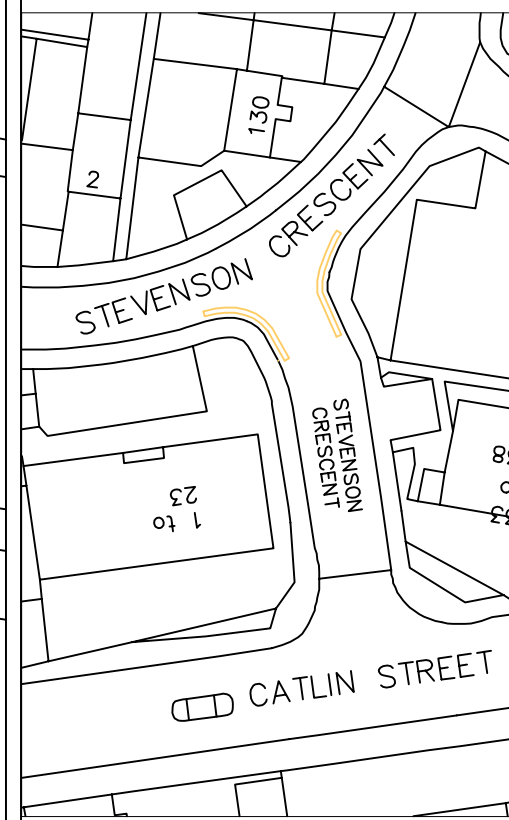 130
2
STEVENSON CRESCENT
STEVENSON
CRESCENT
1 to
23
CATLIN STREET